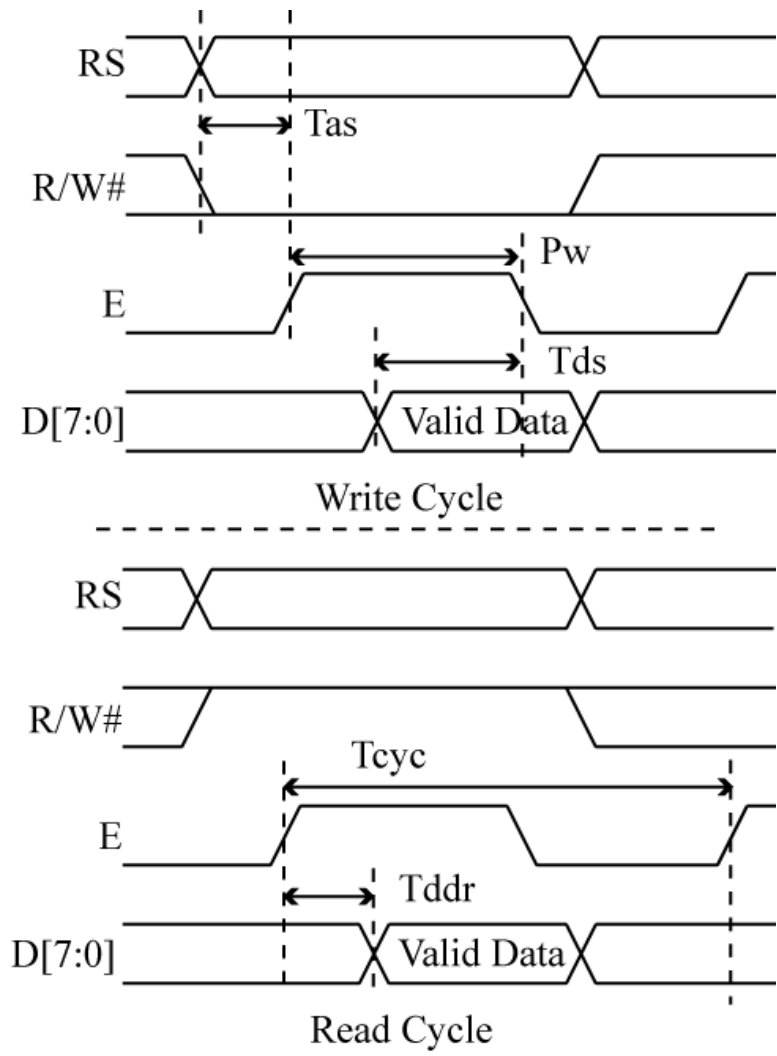 RS
Tas
R/W#
Pw
E
Tds
D[7:0]
Valid Data
Write Cycle
RS
R/W#
Tcyc
E
Tddr
D[7:0]
Valid Data
Read Cycle